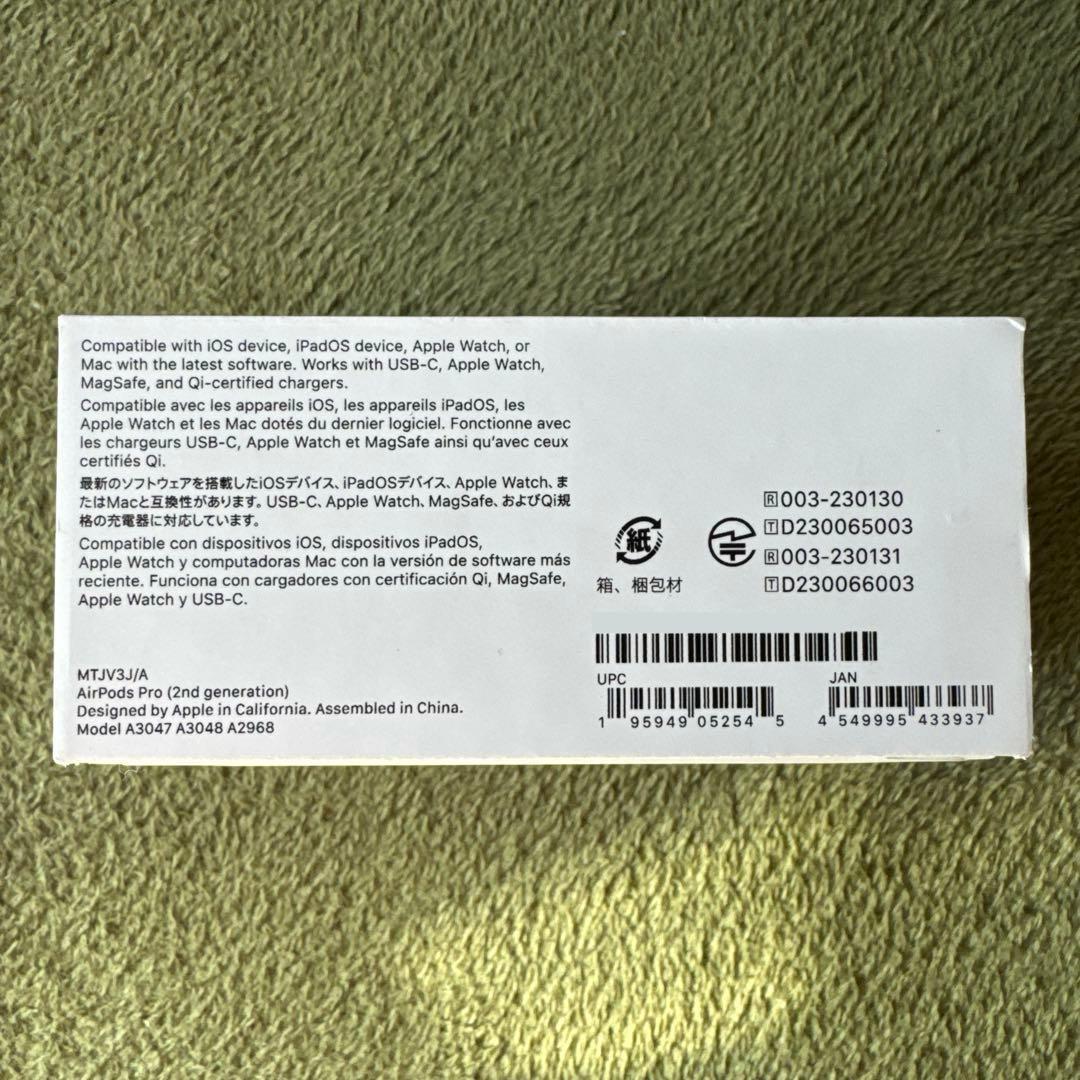 Compatible with iOS device, iPadOS device, Apple Watch, or
Mac with the latest software. Works with USB-C, Apple Watch,
MagSafe, and Qi-certified chargers.
Compatible avec les appareils iOS, les appareils iPadOS, les
Apple Watch et les Mac dotés du dernier logiciel. Fonctionne avec
les chargeurs USB-C, Apple Watch et MagSafe ainsi qu'avec ceux
certifiés Qi.
最新のソフトウェアを搭載したiOSデバイス、iPadOSデバイス、Apple Watch、ま
たはMacと互換性があります。USB-C、Apple Watch、MagSafe、およびQi規
格の充電器に対応しています。
Compatible con dispositivos iOS, dispositivos iPadOS,
Apple Watch y computadoras Mac con la versión de software más
reciente. Funciona con cargadores con certificación Qi, MagSafe,
Apple Watch y USB-C.
MTJV3J/A
AirPods Pro (2nd generation)
Designed by Apple in California. Assembled in China.
Model A3047 A3048 A2968
紙
箱、梱包材
R 003-230130
T D230065003
R 003-230131
T D230066003
UPC
1 95949 05254 5
JAN
4 549995 433937